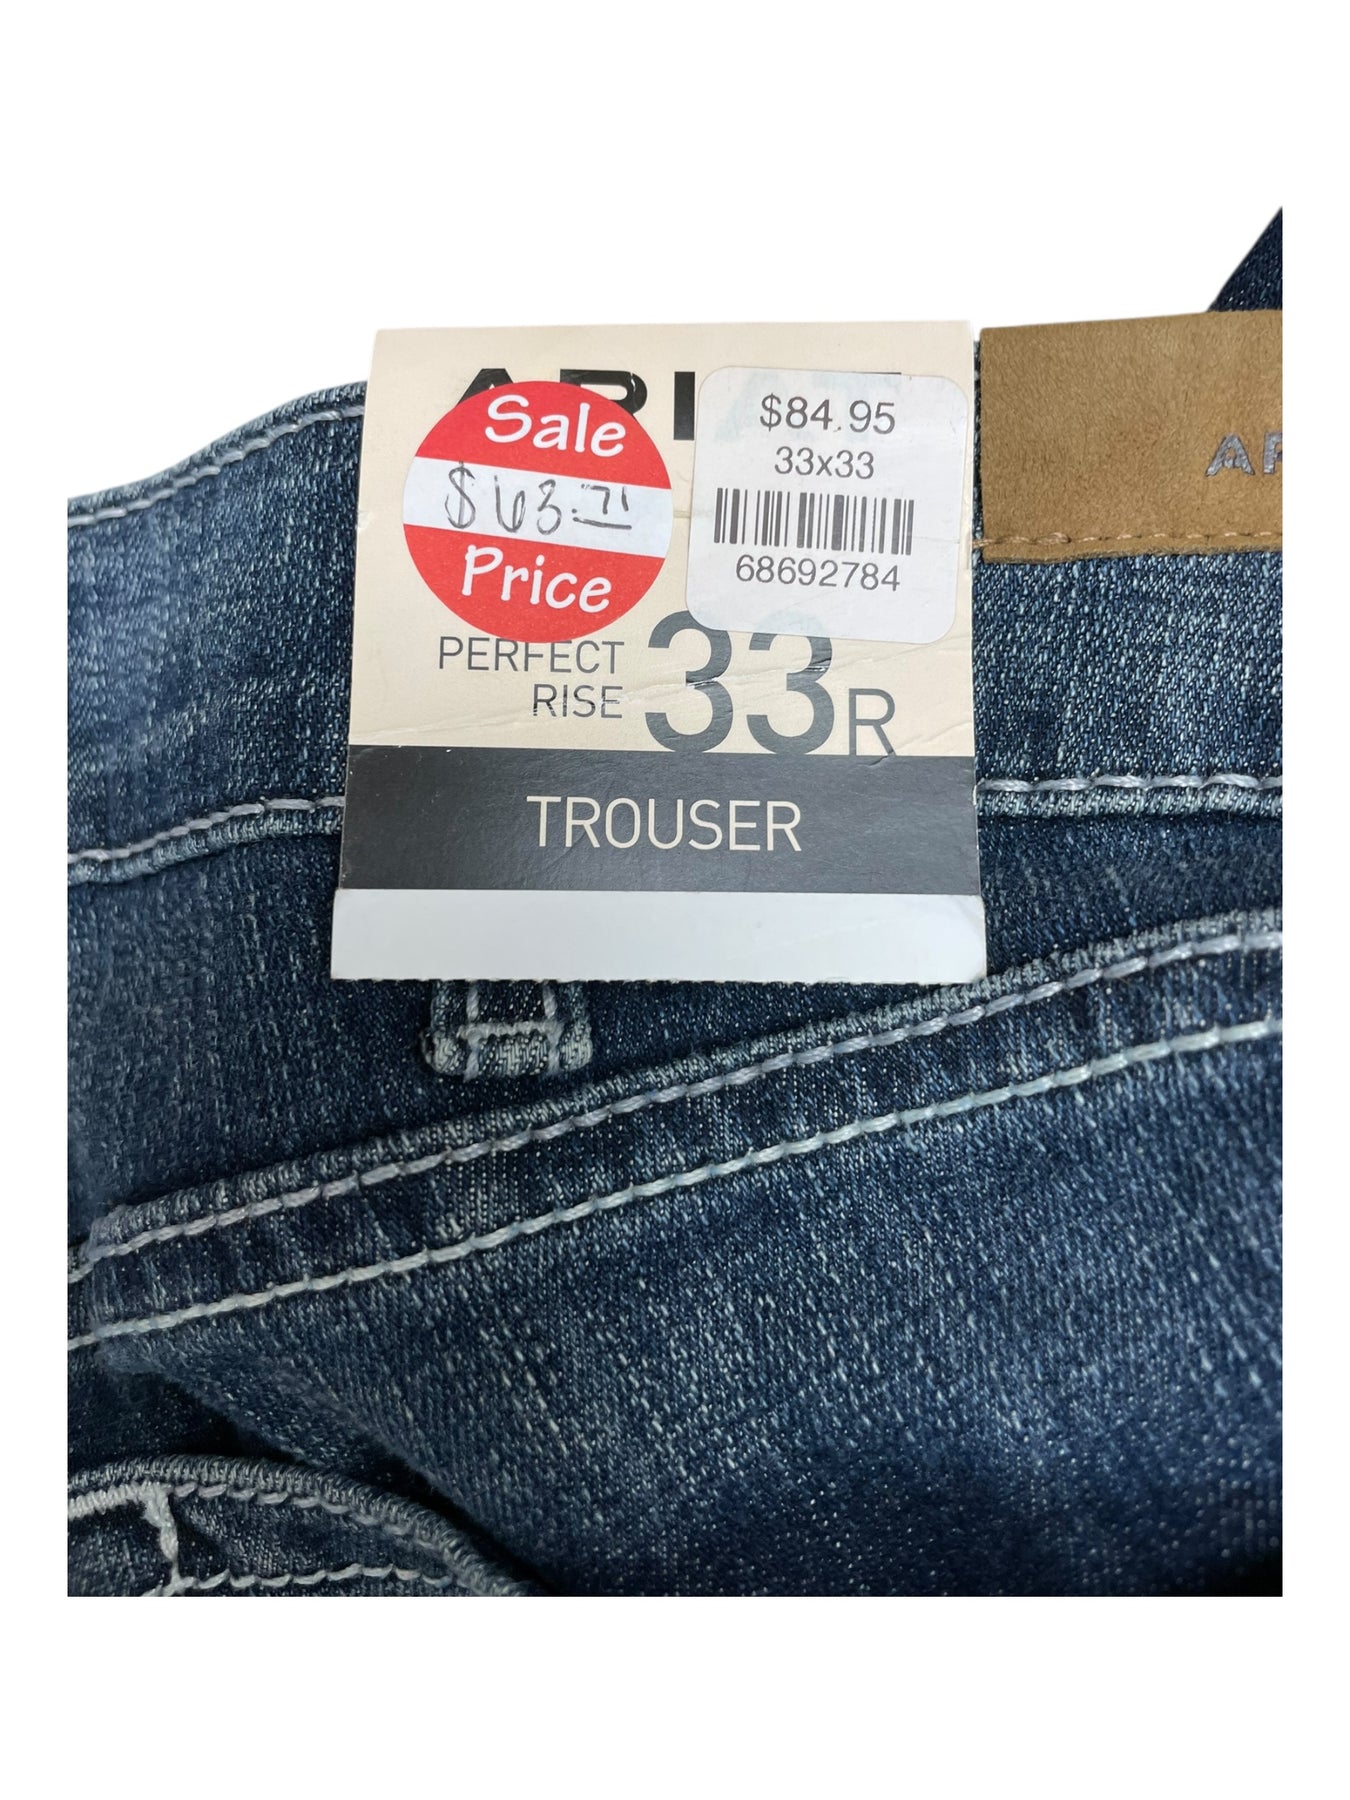 Sale
$63.71
Price
$84.95
33x33
68692784
PERFECT
RISE
33R
TROUSER